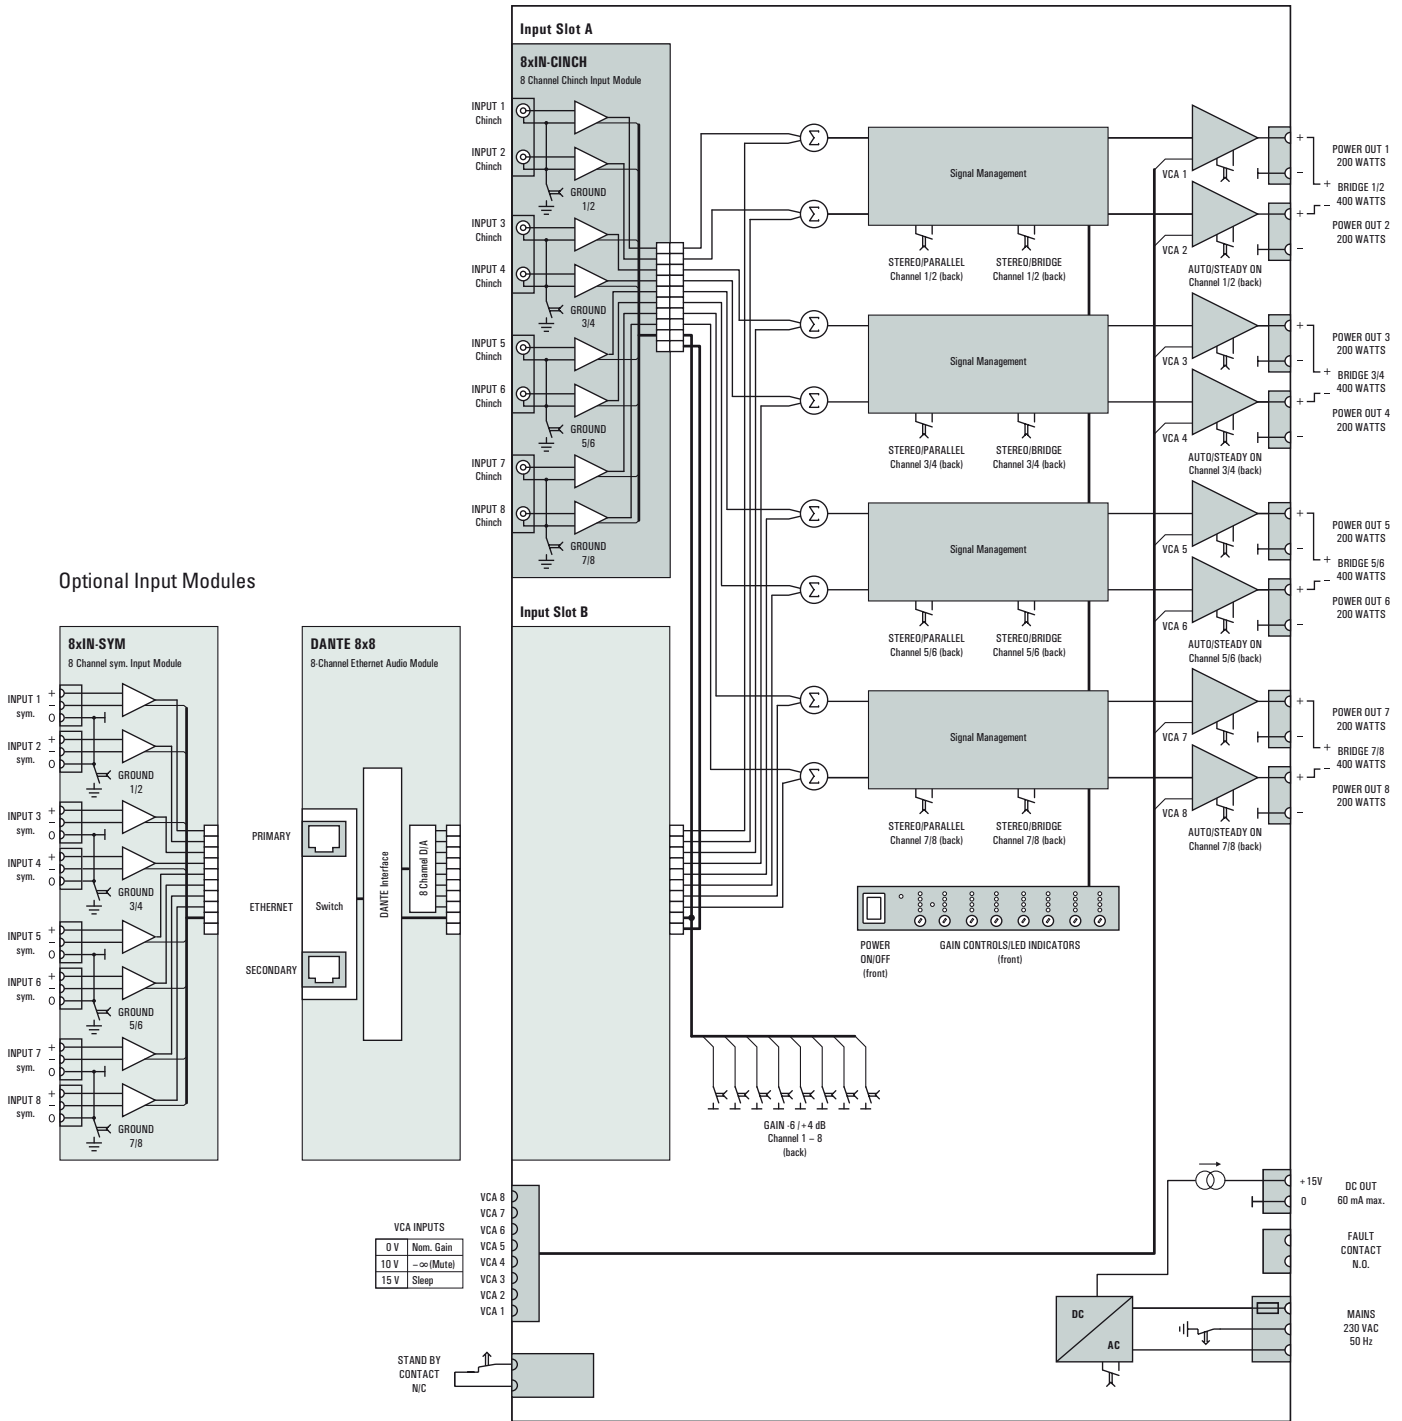 Input Slot A
8xIN-CINCH
8 Channel Chinch Input Module
INPUT 1
Chinch
INPUT 2
Chinch
GROUND
1/2
INPUT 3
Chinch
INPUT 4
Chinch
GROUND
3/4
INPUT 5
Chinch
INPUT 6
Chinch
GROUND
5/6
INPUT 7
Chinch
INPUT 8
Chinch
GROUND
7/8
Σ
Σ
Σ
Σ
Σ
Σ
Σ
Σ
Signal Management
STEREO/PARALLEL
Channel 1/2 (back)
STEREO/BRIDGE
Channel 1/2 (back)
Signal Management
STEREO/PARALLEL
Channel 3/4 (back)
STEREO/BRIDGE
Channel 3/4 (back)
Signal Management
STEREO/PARALLEL
Channel 5/6 (back)
STEREO/BRIDGE
Channel 5/6 (back)
Signal Management
STEREO/PARALLEL
Channel 7/8 (back)
STEREO/BRIDGE
Channel 7/8 (back)
VCA 1
VCA 2
AUTO/STEADY ON
Channel 1/2 (back)
VCA 3
VCA 4
AUTO/STEADY ON
Channel 3/4 (back)
VCA 5
VCA 6
AUTO/STEADY ON
Channel 5/6 (back)
VCA 7
VCA 8
AUTO/STEADY ON
Channel 7/8 (back)
+
−
POWER OUT 1
200 WATTS
+ BRIDGE 1/2
− 400 WATTS
+
−
POWER OUT 2
200 WATTS
+
−
POWER OUT 3
200 WATTS
+ BRIDGE 3/4
− 400 WATTS
+
−
POWER OUT 4
200 WATTS
+
−
POWER OUT 5
200 WATTS
+ BRIDGE 5/6
− 400 WATTS
+
−
POWER OUT 6
200 WATTS
+
−
POWER OUT 7
200 WATTS
+ BRIDGE 7/8
− 400 WATTS
+
−
POWER OUT 8
200 WATTS
Optional Input Modules
8xIN-SYM
8 Channel sym. Input Module
INPUT 1
sym.
+
−
0
INPUT 2
sym.
+
−
0
GROUND
1/2
INPUT 3
sym.
+
−
0
INPUT 4
sym.
+
−
0
GROUND
3/4
INPUT 5
sym.
+
−
0
INPUT 6
sym.
+
−
0
GROUND
5/6
INPUT 7
sym.
+
−
0
INPUT 8
sym.
+
−
0
GROUND
7/8
DANTE 8x8
8-Channel Ethernet Audio Module
PRIMARY
ETHERNET
SECONDARY
Switch
DANTE Interface
8 Channel D/A
Input Slot B
POWER
ON/OFF
(front)
GAIN CONTROLS/LED INDICATORS
(front)
GAIN -6 /+4 dB
Channel 1 – 8
(back)
VCA INPUTS
0 V Nom. Gain
10 V −∞(Mute)
15 V Sleep
VCA 8
VCA 7
VCA 6
VCA 5
VCA 4
VCA 3
VCA 2
VCA 1
STAND BY
CONTACT
N/C
+15V
0
DC OUT
60 mA max.
FAULT
CONTACT
N.O.
DC
AC
MAINS
230 VAC
50 Hz